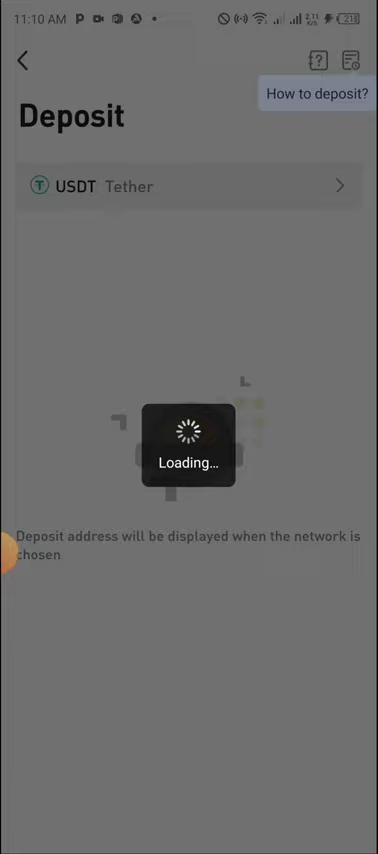 11:10 AM
How to deposit?
Deposit
USDT Tether
Loading...
Deposit address will be displayed when the network is
chosen